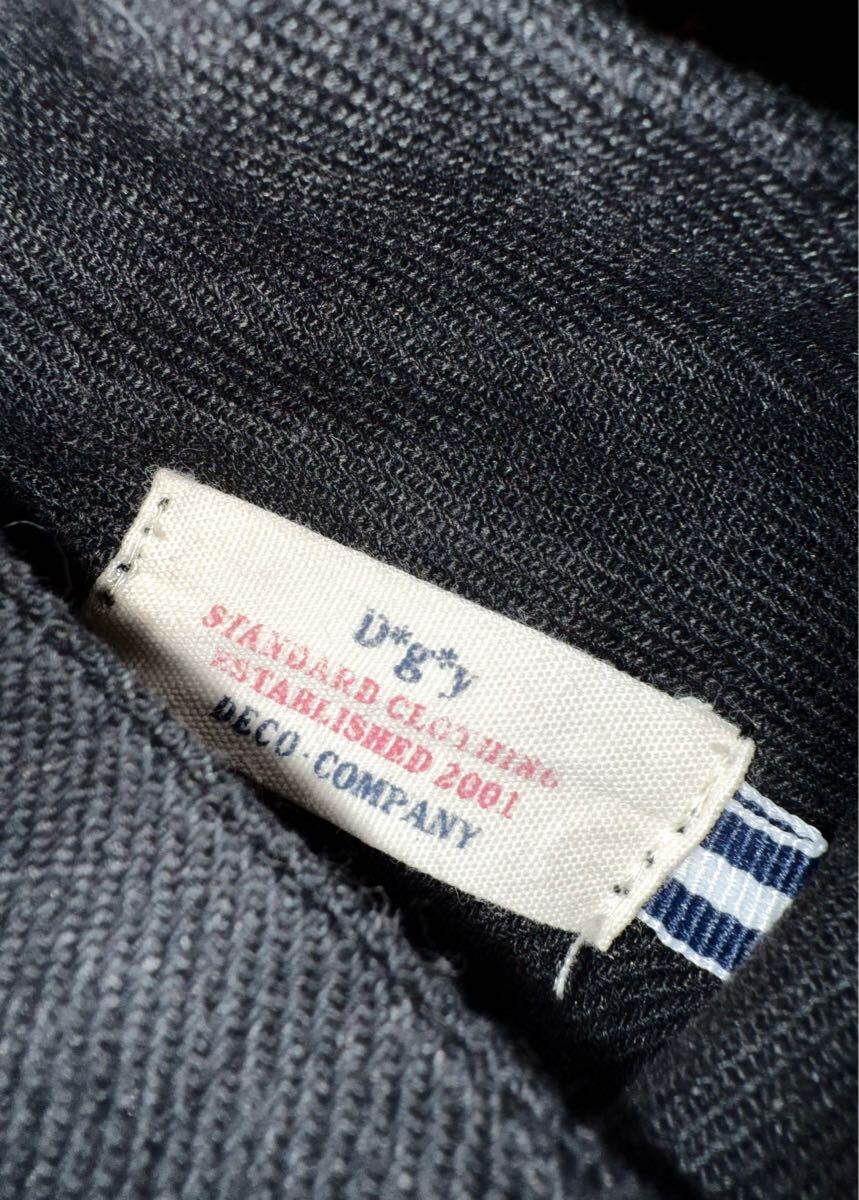 D*g*y
STANDARD CLOTHING
ESTABLISHED 2001
DECO·COMPANY